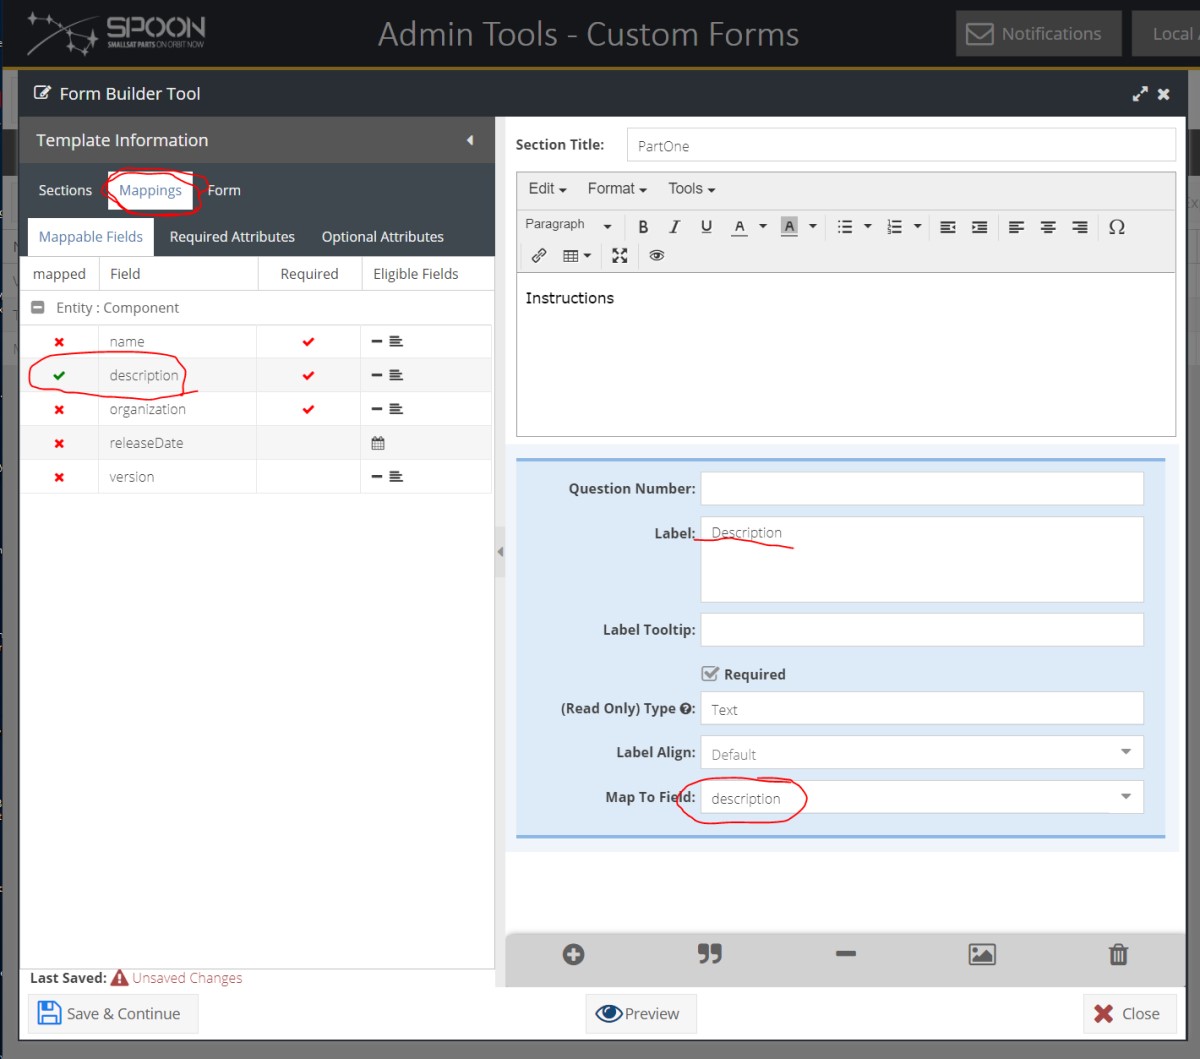 SPOON
SMALLSAT PARTS ON ORBIT NOW
Admin Tools - Custom Forms
Notifications
Local
Form Builder Tool
Template Information
Sections
Mappings
Form
Mappable Fields
Required Attributes
Optional Attributes
mapped
Field
Required
Eligible Fields
Entity : Component
name
description
organization
releaseDate
version
Section Title:
PartOne
Edit
Format
Tools
Paragraph
B
I
U
A
A
Ω
Instructions
Question Number:
Label:
Description
Label Tooltip:
Required
(Read Only) Type ?:
Text
Label Align:
Default
Map To Field:
description
Last Saved: Unsaved Changes
Save & Continue
Preview
Close